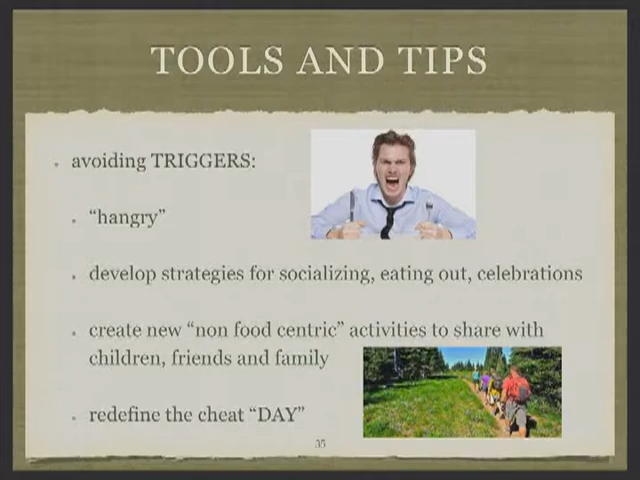 TOOLS AND TIPS
avoiding TRIGGERS:
“hangry”
develop strategies for socializing, eating out, celebrations
create new “non food centric” activities to share with
children, friends and family
redefine the cheat “DAY”
35